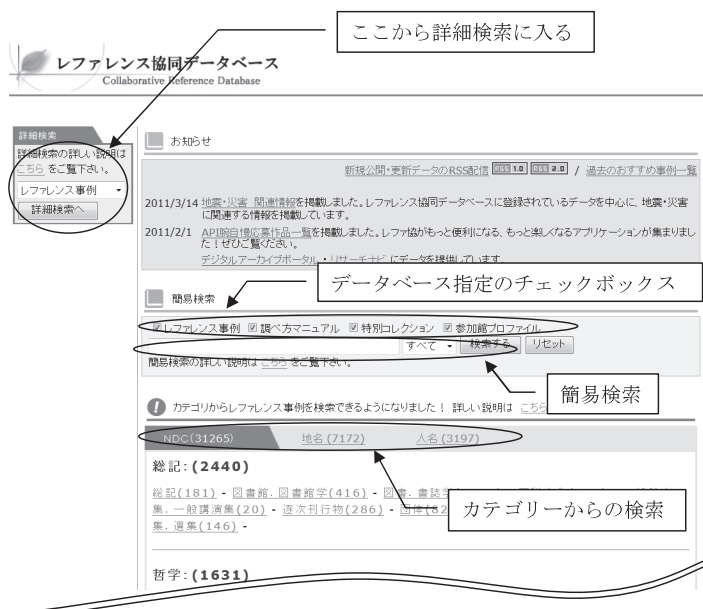 ここから詳細検索に入る
レファレンス協同データベース
Collaborative Reference Database
詳細検索
詳細検索の詳しい説明は
こちら をご覧下さい。
レファレンス事例
詳細検索へ
お知らせ
新規公開・更新データのRSS配信 RSS 1.0 RSS 2.0 / 過去のおすすめ事例一覧
2011/3/14 地震・災害 関連情報を掲載しました。レファレンス協同データベースに登録されているデータを中心に、地震・災害
に関連する情報を掲載しています。
2011/2/1 API腕自慢応募作品一覧を掲載しました。レファ協がもっと便利になる、もっと楽しくなるアプリケーションが集まりまし
た！ぜひご覧ください。
デジタルアーカイブポータル・リサーチナビ にデータを提供しています
データベース指定のチェックボックス
簡易検索
レファレンス事例 調べ方マニュアル 特別コレクション 参加館プロファイル
すべて 検索する リセット
簡易検索の詳しい説明は こちら をご覧下さい。
簡易検索
カテゴリからレファレンス事例を検索できるようになりました！ 詳しい説明は こちら
NDC(31265) 地名 (7172) 人名 (3197)
総記: (2440)
総記(181) - 図書館. 図書館学(416) - 図書. 書誌学
集. 一般講演集(20) - 逐次刊行物(286) - 団体(82
集. 選集(146) -
カテゴリーからの検索
哲学: (1631)